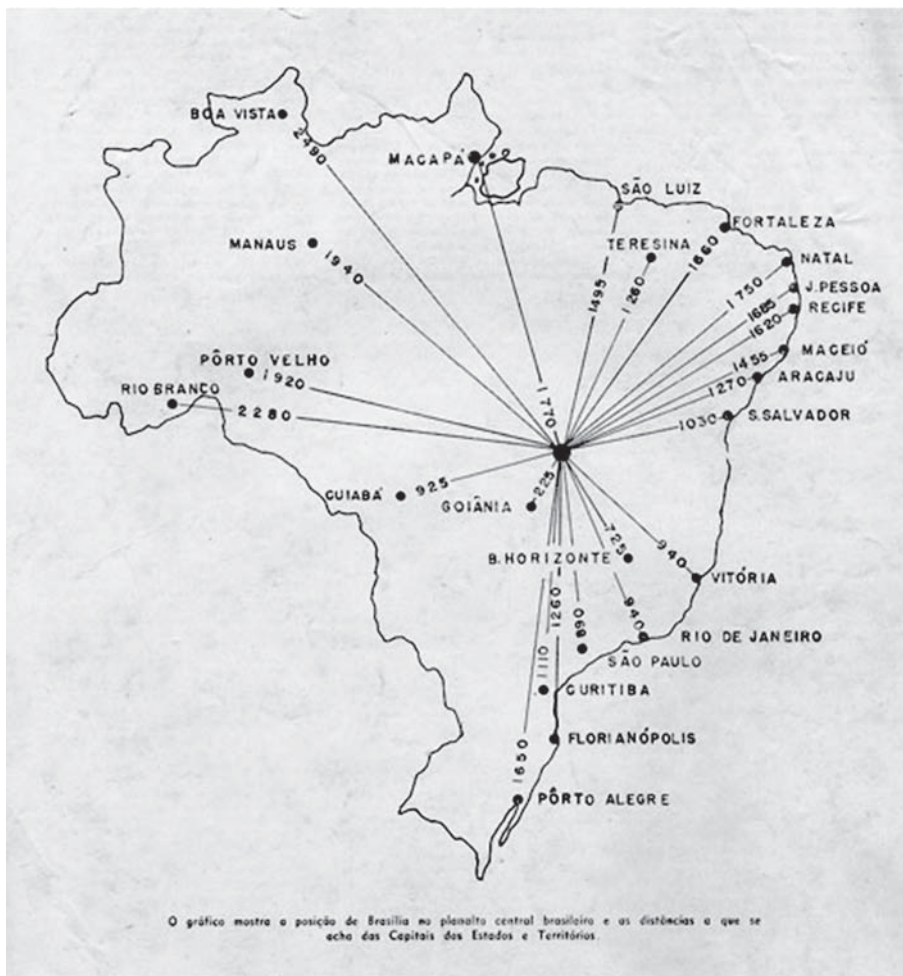 BOA VISTA
2490
MACAPÁ
SÃO LUIZ
FORTALEZA
1660
TERESINA
1260
1495
MANAUS
1940
NATAL
1750
J. PESSOA
1685
RECIFE
1620
MACEIÓ
1455
ARACAJU
1270
S. SALVADOR
1030
PÔRTO VELHO
1920
RIO BRANCO
2280
1770
CUIABÁ
925
GOIÂNIA
225
B. HORIZONTE
725
940
VITÓRIA
940
RIO DE JANEIRO
890
SÃO PAULO
1260
1110
CURITIBA
FLORIANÓPOLIS
1650
PÔRTO ALEGRE
O gráfico mostra a posição de Brasília no planalto central brasileiro e as distâncias a que se
acha das Capitais dos Estados e Territórios.